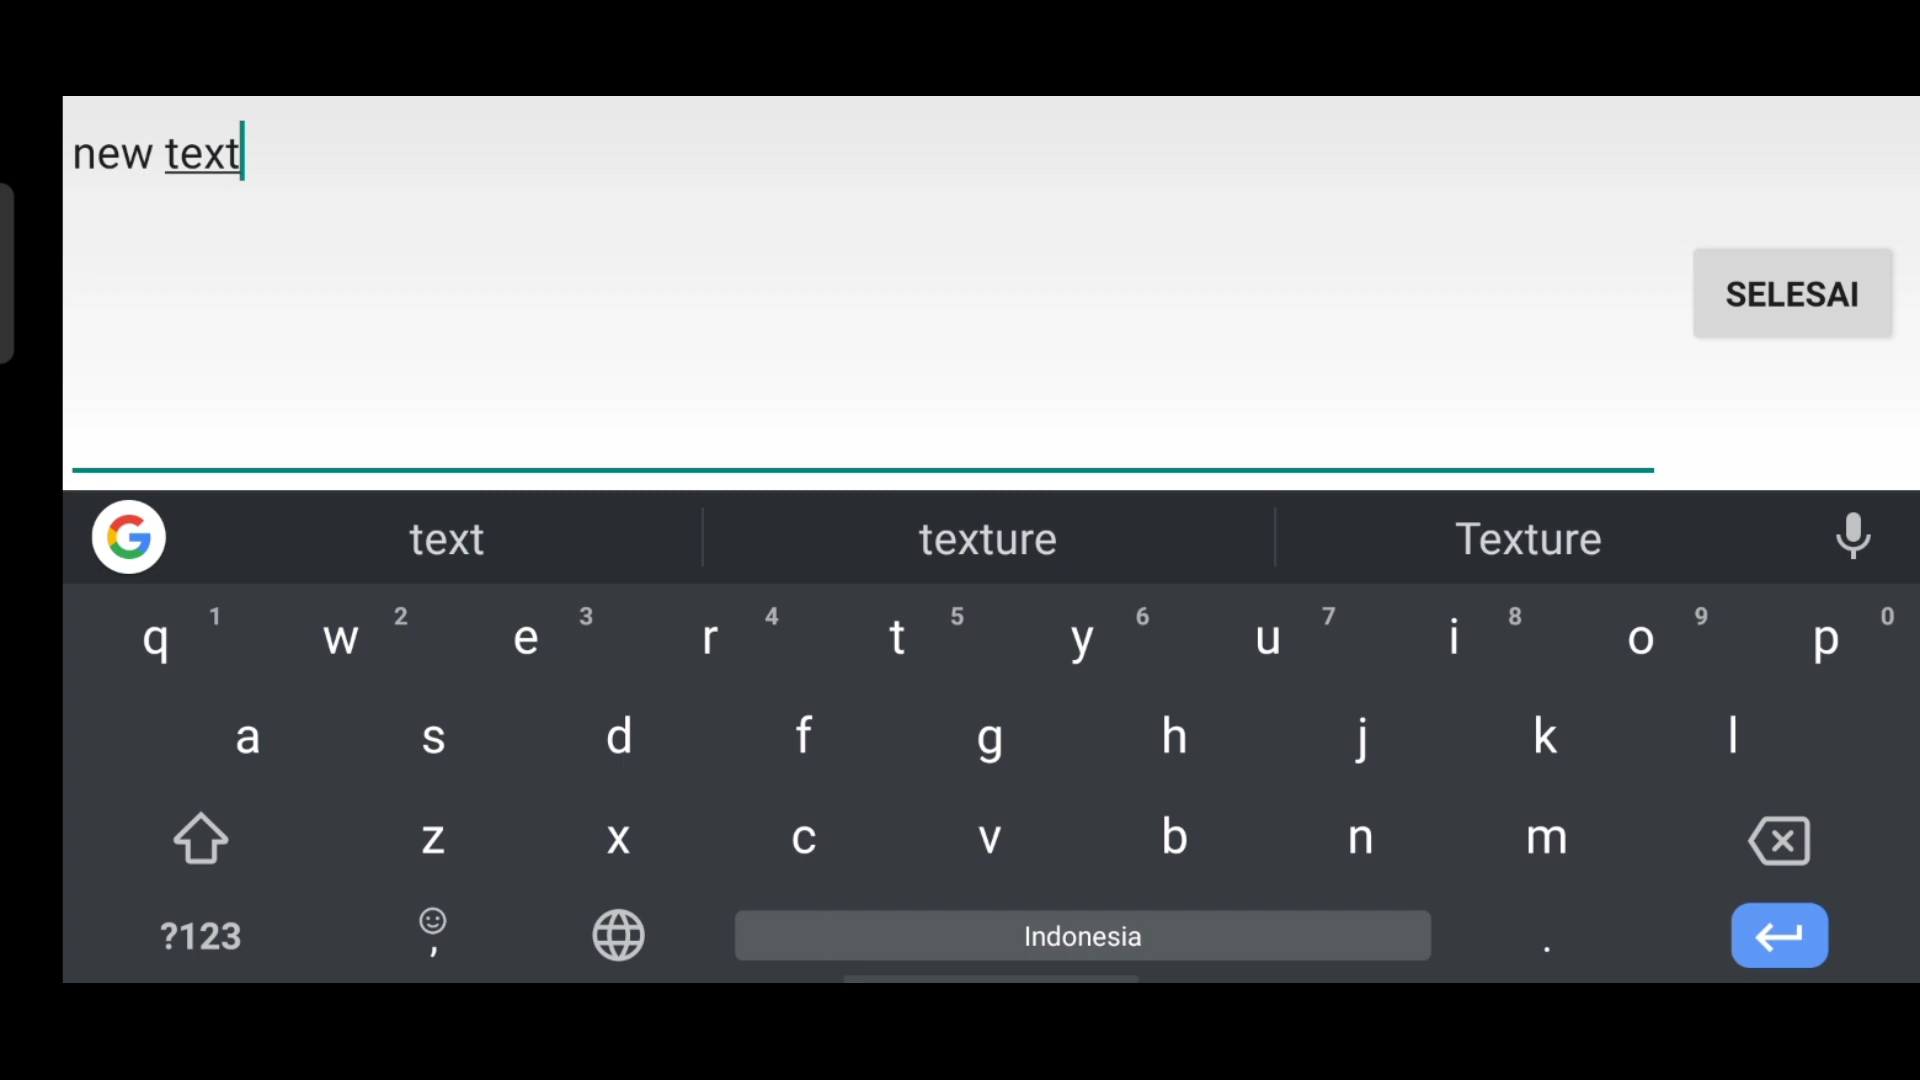 new text
SELESAI
text texture Texture
q 1 w 2 e 3 r 4 t 5 y 6 u 7 i 8 o 9 p 0
a s d f g h j k l
z x c v b n m
?123 , Indonesia .